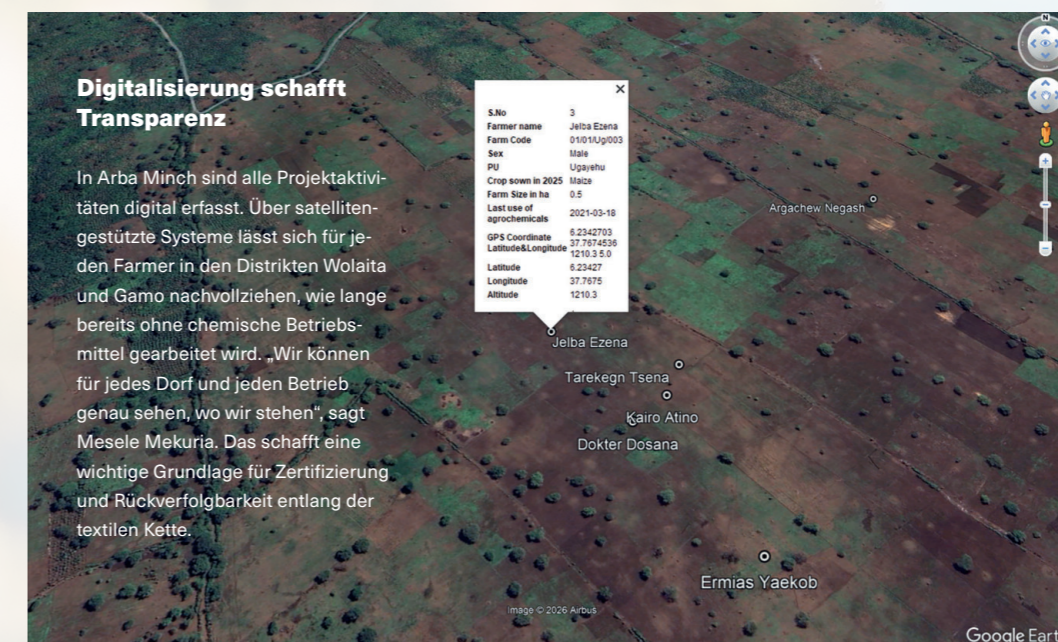 Digitalisierung schafft
Transparenz
In Arba Minch sind alle Projektaktivi-
täten digital erfasst. Über satelliten-
gestützte Systeme lässt sich für je-
den Farmer in den Distrikten Wolaita
und Gamo nachvollziehen, wie lange
bereits ohne chemische Betriebs-
mittel gearbeitet wird. „Wir können
für jedes Dorf und jeden Betrieb
genau sehen, wo wir stehen“, sagt
Mesele Mekuria. Das schafft eine
wichtige Grundlage für Zertifizierung
und Rückverfolgbarkeit entlang der
textilen Kette.
S.No 3
Farmer name Jelba Ezena
Farm Code 01/01/Ug/003
Sex Male
PU Ugayehu
Crop sown in 2025 Maize
Farm Size in ha 0.5
Last use of
agrochemicals 2021-03-18
GPS Coordinate
Latitude&Longitude 6.2342703
37.7674536
1210.3 5.0
Latitude 6.23427
Longitude 37.7675
Altitude 1210.3
N
Argachew Negash
Jelba Ezena
Tarekegn Tsena
Kairo Atino
Dokter Dosana
Ermias Yaekob
Image © 2026 Airbus
Google Eart